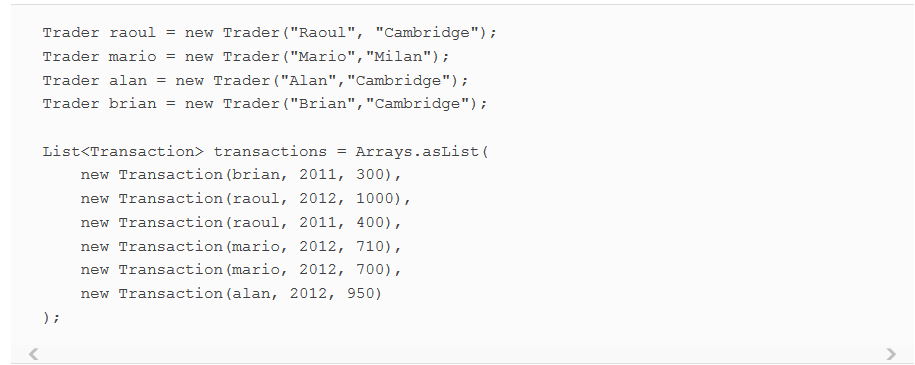 Trader raoul = new Trader("Raoul", "Cambridge");
Trader mario = new Trader("Mario","Milan");
Trader alan = new Trader("Alan","Cambridge");
Trader brian = new Trader("Brian","Cambridge");

List<Transaction> transactions = Arrays.asList(
    new Transaction(brian, 2011, 300),
    new Transaction(raoul, 2012, 1000),
    new Transaction(raoul, 2011, 400),
    new Transaction(mario, 2012, 710),
    new Transaction(mario, 2012, 700),
    new Transaction(alan, 2012, 950)
);